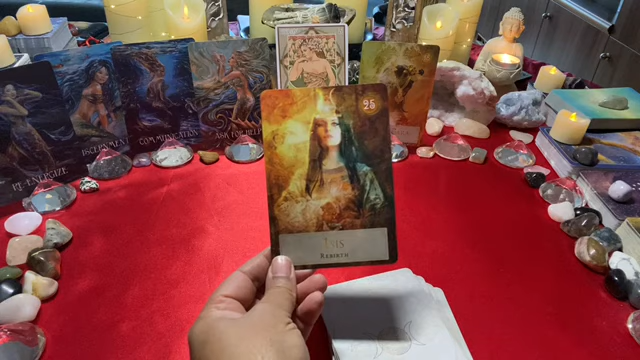 RE-ENERGIZE
DISCERNMENT
COMMUNICATION
ASK FOR HELP
25
ISIS
REBIRTH